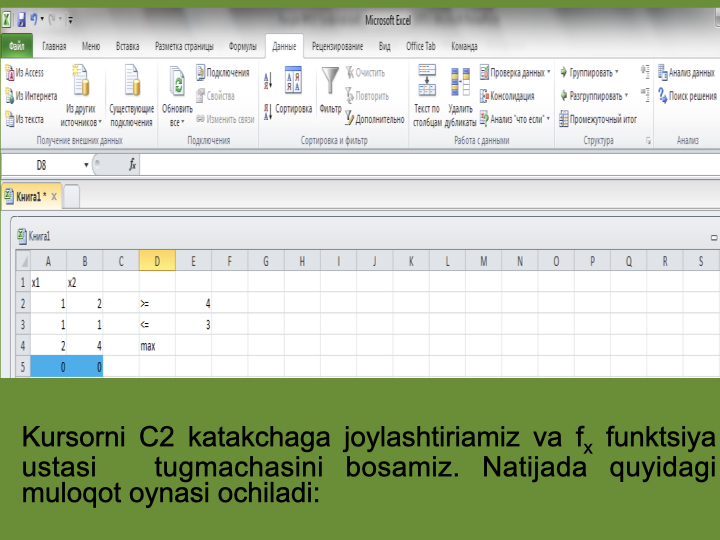 Microsoft Excel
Файл Главная Меню Вставка Разметка страницы Формулы Данные Рецензирование Вид Office Tab Команда
Из Access Подключения Очистить Проверка данных Группировать Анализ данных
Из Интернета Свойства Повторить Консолидация Разгруппировать Поиск решения
Из текста Из других источников Существующие подключения Обновить все Изменить связи Сортировка Фильтр Дополнительно Текст по столбцам Удалить дубликаты Анализ "что если" Промежуточный итог
Получение внешних данных Подключения Сортировка и фильтр Работа с данными Структура Анализ
D8 fx
Книга1 *
Книга1
A B C D E F G H I J K L M N O P Q R S
1 x1 x2
2 1 2 >= 4
3 1 1 <= 3
4 2 4 max
5 0 0
Kursorni C2 katakchaga joylashtiriamiz va fx funktsiya
ustasi tugmachasini bosamiz. Natijada quyidagi
muloqot oynasi ochiladi: